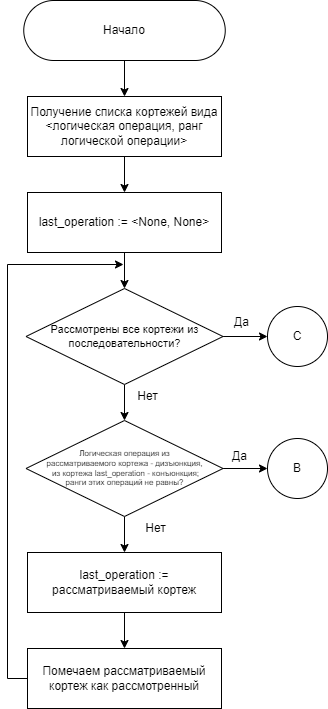 Начало
Получение списка кортежей вида
<логическая операция, ранг
логической операции>
last_operation := <None, None>
Рассмотрены все кортежи из
последовательности?
Да
C
Нет
Логическая операция из
рассматриваемого кортежа - дизъюнкция,
из кортежа last_operation - конъюнкция;
ранги этих операций не равны?
Да
B
Нет
last_operation :=
рассматриваемый кортеж
Помечаем рассматриваемый
кортеж как рассмотренный